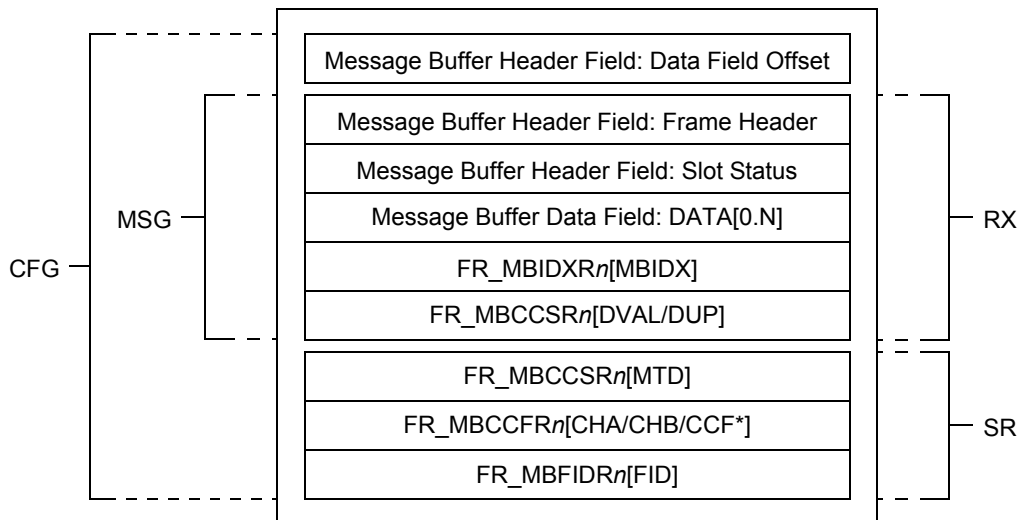 Message Buffer Header Field: Data Field Offset
Message Buffer Header Field: Frame Header
Message Buffer Header Field: Slot Status
Message Buffer Data Field: DATA[0.N]
FR_MBIDXRn[MBIDX]
FR_MBCCSRn[DVAL/DUP]
FR_MBCCSRn[MTD]
FR_MBCCFRn[CHA/CHB/CCF*]
FR_MBFIDRn[FID]
CFG
MSG
RX
SR